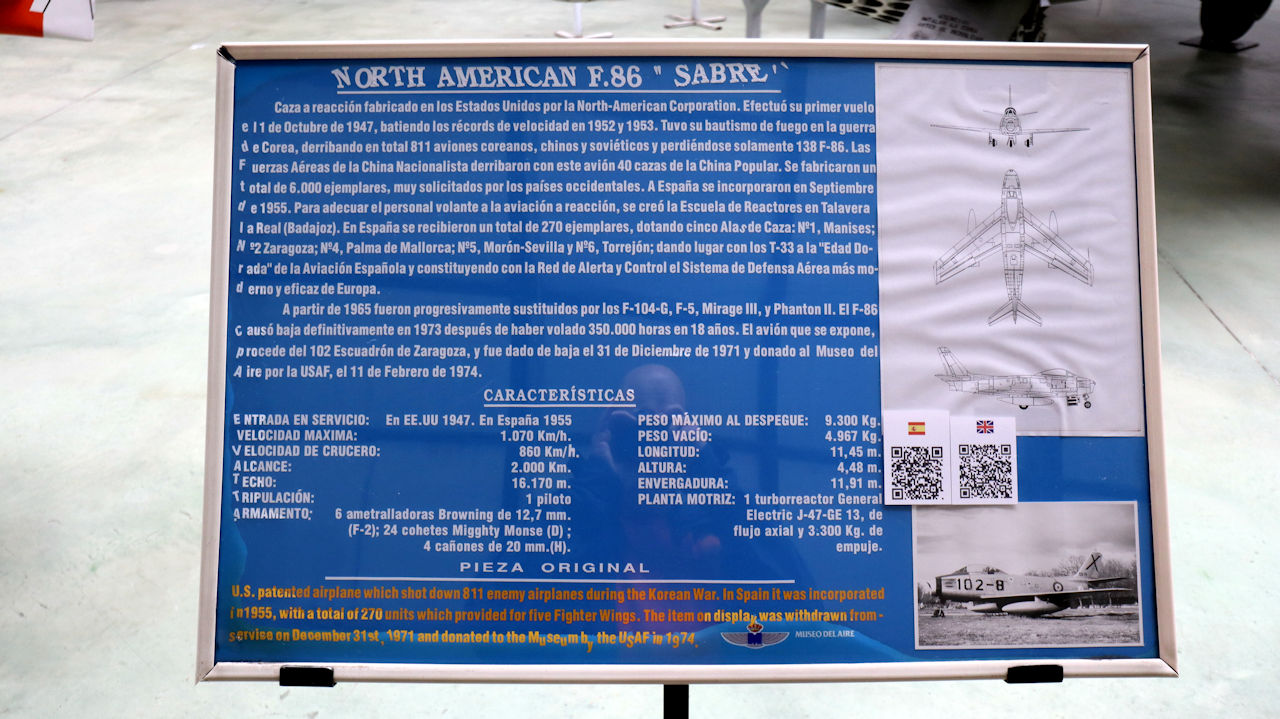 NORTH AMERICAN F.86 " SABRE"
Caza a reacción fabricado en los Estados Unidos por la North-American Corporation. Efectuó su primer vuelo
e l 1 de Octubre de 1947, batiendo los récords de velocidad en 1952 y 1953. Tuvo su bautismo de fuego en la guerra
d e Corea, derribando en total 811 aviones coreanos, chinos y soviéticos y perdiéndose solamente 138 F-86. Las
F uerzas Aéreas de la China Nacionalista derribaron con este avión 40 cazas de la China Popular. Se fabricaron un
t otal de 6.000 ejemplares, muy solicitados por los países occidentales. A España se incorporaron en Septiembre
d e 1955. Para adecuar el personal volante a la aviación a reacción, se creó la Escuela de Reactores en Talavera
l a Real (Badajoz). En España se recibieron un total de 270 ejemplares, dotando cinco Alas de Caza: Nº1, Manises;
N º2 Zaragoza; Nº4, Palma de Mallorca; Nº5, Morón-Sevilla y Nº6, Torrejón; dando lugar con los T-33 a la "Edad Do-
r ada" de la Aviación Española y constituyendo con la Red de Alerta y Control el Sistema de Defensa Aérea más mo-
d erno y eficaz de Europa.
A partir de 1965 fueron progresivamente sustituidos por los F-104-G, F-5, Mirage III, y Phanton II. El F-86
c ausó baja definitivamente en 1973 después de haber volado 350.000 horas en 18 años. El avión que se expone,
p rocede del 102 Escuadrón de Zaragoza, y fue dado de baja el 31 de Diciembre de 1971 y donado al Museo del
A ire por la USAF, el 11 de Febrero de 1974.
CARACTERÍSTICAS
E NTRADA EN SERVICIO: En EE.UU 1947. En España 1955
VELOCIDAD MAXIMA: 1.070 Km/h.
VELOCIDAD DE CRUCERO: 860 Km/h.
ALCANCE: 2.000 Km.
TECHO: 16.170 m.
TRIPULACIÓN: 1 piloto
ARMAMENTO: 6 ametralladoras Browning de 12,7 mm.
(F-2); 24 cohetes Migghty Monse (D) ;
4 cañones de 20 mm.(H).
PESO MÁXIMO AL DESPEGUE: 9.300 Kg.
PESO VACÍO: 4.967 Kg.
LONGITUD: 11,45 m.
ALTURA: 4,48 m.
ENVERGADURA: 11,91 m.
PLANTA MOTRIZ: 1 turborreactor General
Electric J-47-GE 13, de
flujo axial y 3.300 Kg. de
empuje.
PIEZA ORIGINAL
U.S. patented airplane which shot down 811 enemy airplanes during the Korean War. In Spain it was incorporated
in1955, with a total of 270 units which provided for five Fighter Wings. The item on display was withdrawn from-
service on December 31st, 1971 and donated to the Museum by the USAF in 1974.
MUSEO DEL AIRE
102-8